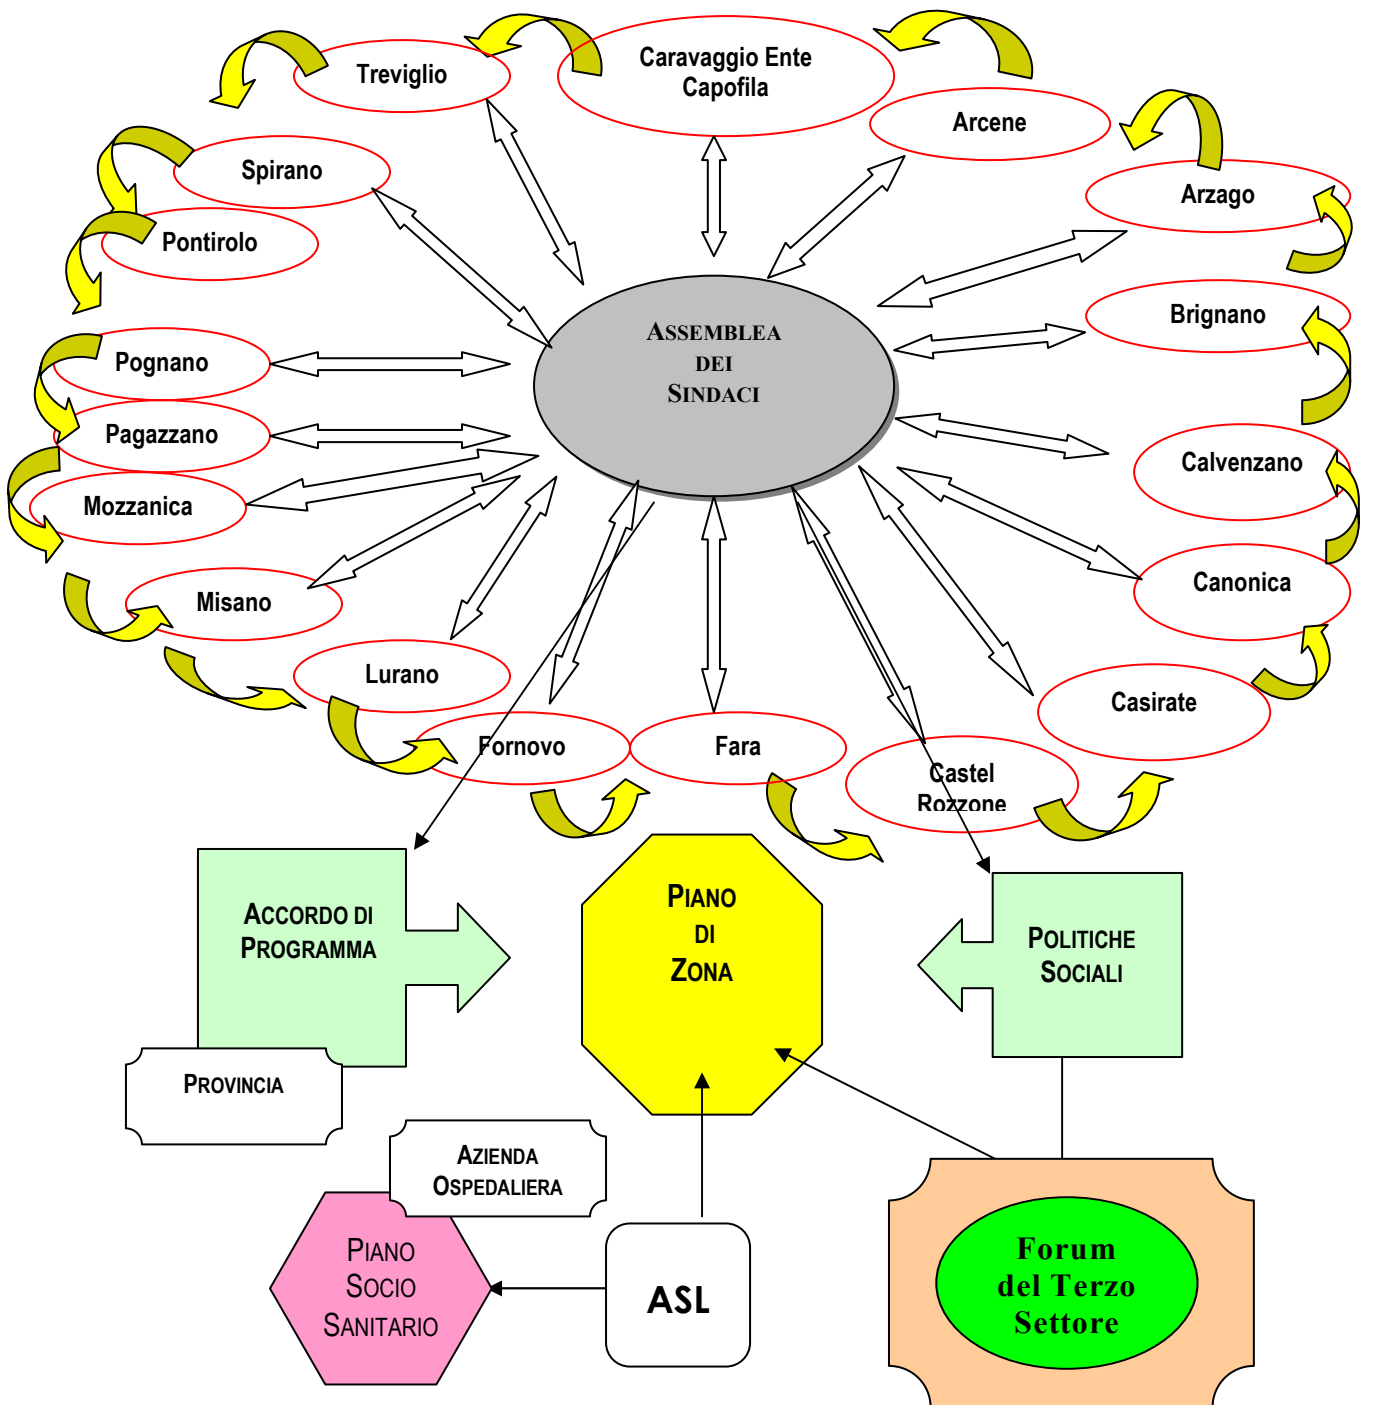 Caravaggio Ente
Capofila
Treviglio
Arcene
Spirano
Arzago
Pontirolo
Brignano
ASSEMBLEA
DEI
SINDACI
Pognano
Pagazzano
Calvenzano
Mozzanica
Canonica
Misano
Lurano
Casirate
Fornovo
Fara
Castel
Rozzone
ACCORDO DI
PROGRAMMA
PIANO
DI
ZONA
POLITICHE
SOCIALI
PROVINCIA
AZIENDA
OSPEDALIERA
PIANO
SOCIO
SANITARIO
ASL
Forum
del Terzo
Settore